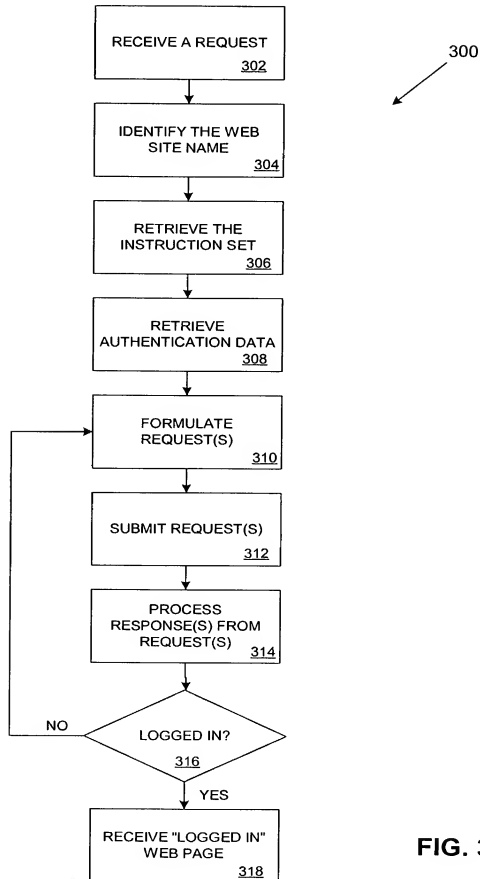 RECEIVE A REQUEST
302
300
IDENTIFY THE WEB
SITE NAME
304
RETRIEVE THE
INSTRUCTION SET
306
RETRIEVE
AUTHENTICATION DATA
308
FORMULATE
REQUEST(S)
310
SUBMIT REQUEST(S)
312
PROCESS
RESPONSE(S) FROM
REQUEST(S)
314
LOGGED IN?
316
NO
YES
RECEIVE "LOGGED IN"
WEB PAGE
318
FIG. 3